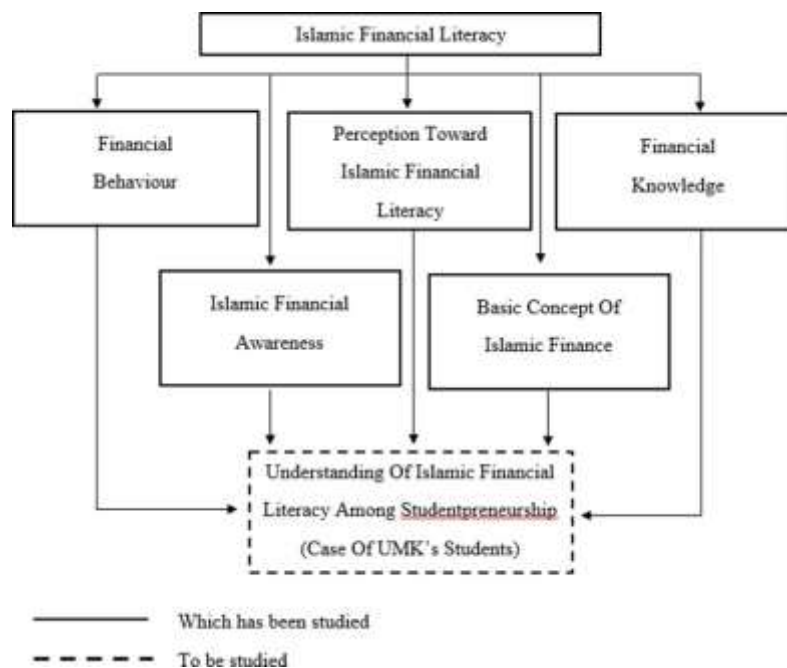 Islamic Financial Literacy
Financial
Behaviour
Perception Toward
Islamic Financial
Literacy
Financial
Knowledge
Islamic Financial
Awareness
Basic Concept Of
Islamic Finance
Understanding Of Islamic Financial
Literacy Among Studentpreneurship
(Case Of UMK's Students)
Which has been studied
To be studied